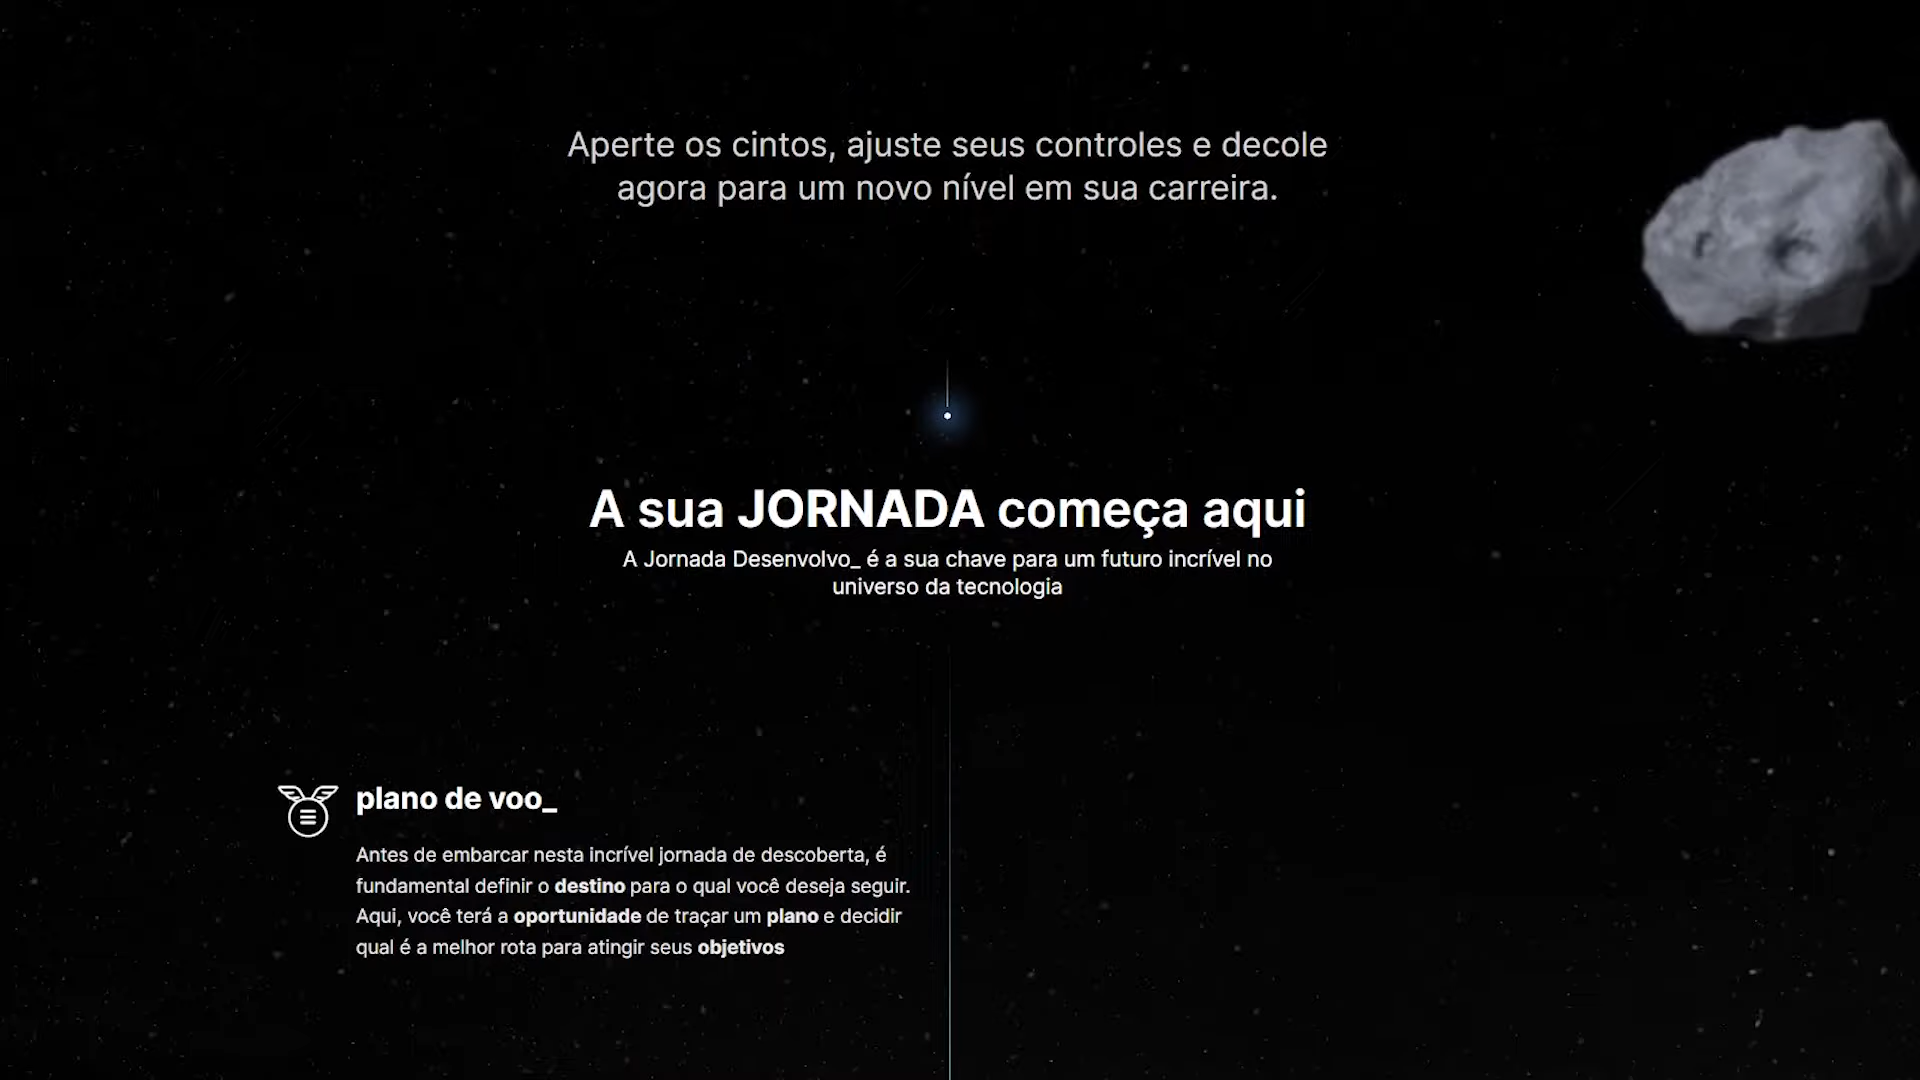 Aperte os cintos, ajuste seus controles e decole
agora para um novo nível em sua carreira.
A sua JORNADA começa aqui
A Jornada Desenvolvo_ é a sua chave para um futuro incrível no
universo da tecnologia
plano de voo_
Antes de embarcar nesta incrível jornada de descoberta, é
fundamental definir o destino para o qual você deseja seguir.
Aqui, você terá a oportunidade de traçar um plano e decidir
qual é a melhor rota para atingir seus objetivos